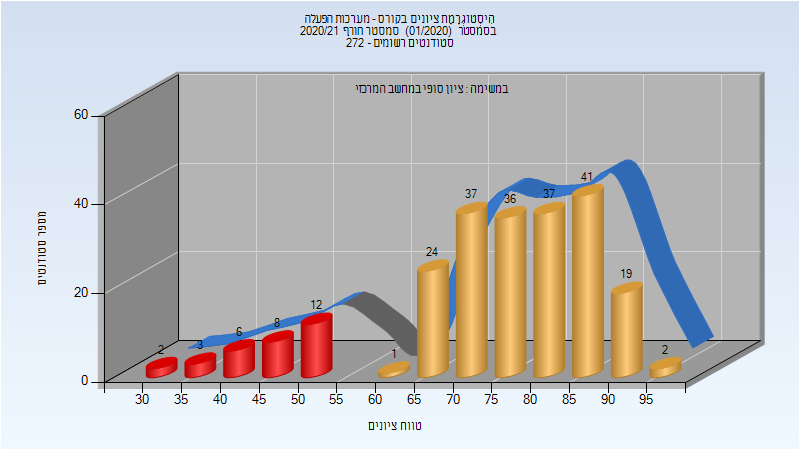 היסטוגרמת ציונים בקורס - מערכות הפעלה
בסמסטר (01/2020) סמסטר חורף 2020/21
סטודנטים רשומים - 272
במשימה : ציון סופי במחשב המרכזי
מספר סטודנטים
60
40
20
0
2
3
6
8
12
1
24
37
36
37
41
19
2
30 35 40 45 50 55 60 65 70 75 80 85 90 95
טווח ציונים